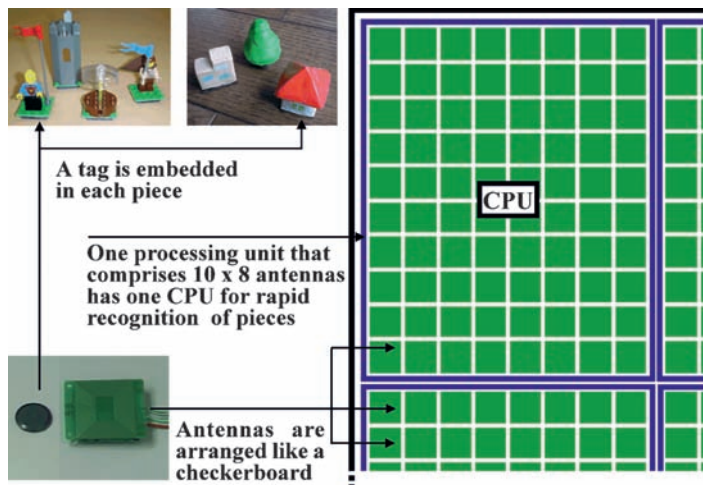 A tag is embedded
in each piece
CPU
One processing unit that
comprises 10 x 8 antennas
has one CPU for rapid
recognition of pieces
Antennas are
arranged like a
checkerboard